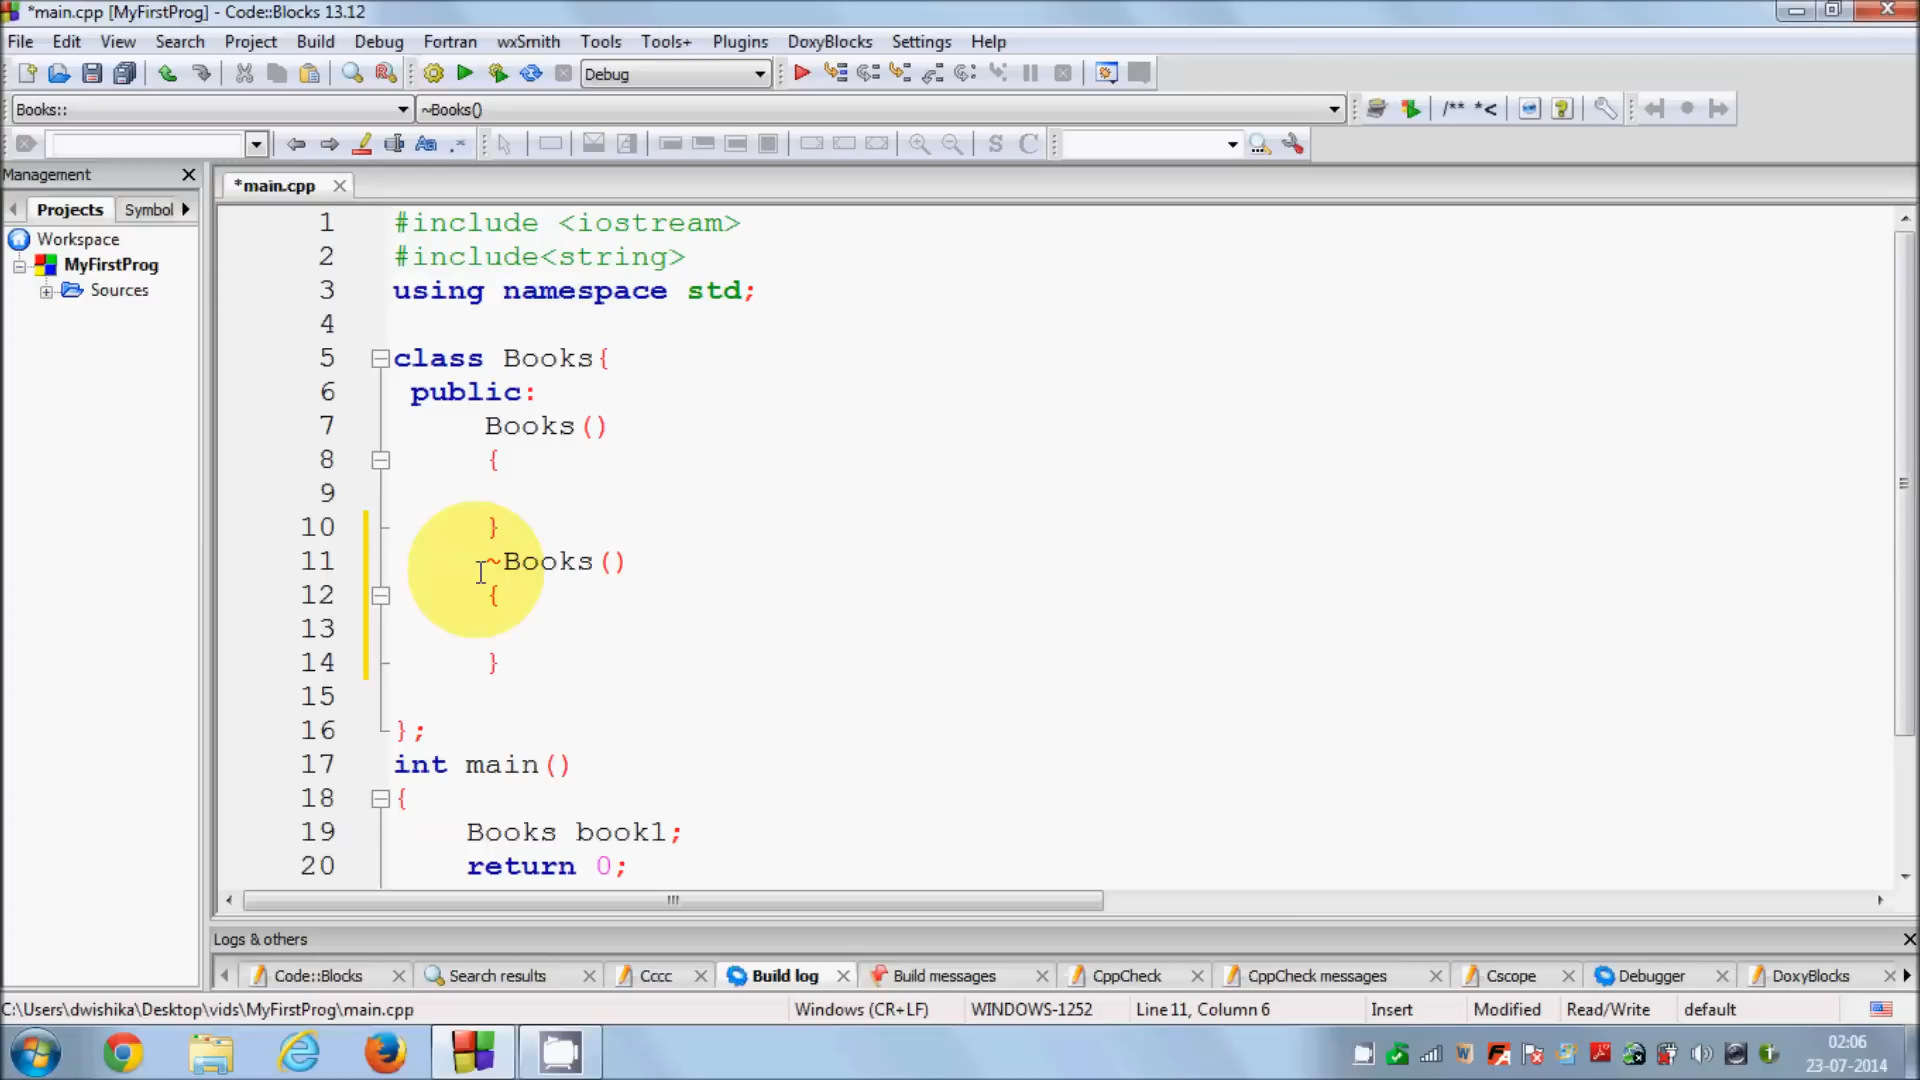 *main.cpp [MyFirstProg] - Code::Blocks 13.12
File Edit View Search Project Build Debug Fortran wxSmith Tools Tools+ Plugins DoxyBlocks Settings Help
Debug
Books:: ~Books()
/** *<
S C
Management
*main.cpp
Projects Symbol
Workspace
MyFirstProg
Sources
1 #include <iostream>
2 #include<string>
3 using namespace std;
4
5 class Books{
6 public:
7 Books()
8 {
9
10 }
11 ~Books()
12 {
13
14 }
15
16 };
17 int main()
18 {
19 Books book1;
20 return 0;
Logs & others
Code::Blocks Search results Cccc Build log Build messages CppCheck CppCheck messages Cscope Debugger DoxyBlocks
C:\Users\dwishika\Desktop\vids\MyFirstProg\main.cpp Windows (CR+LF) WINDOWS-1252 Line 11, Column 6 Insert Modified Read/Write default
02:06
23-07-2014